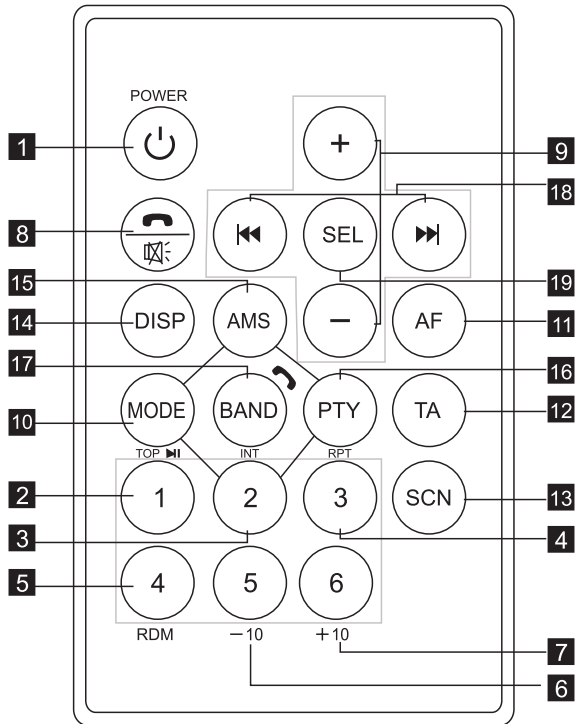 POWER
1
+
9
18
8
SEL
15
19
14 DISP AMS − AF 11
17
16
10 MODE BAND PTY TA 12
TOP INT RPT
2 1 2 3 SCN 13
3 4
5 4 5 6
RDM −10 +10
7
6